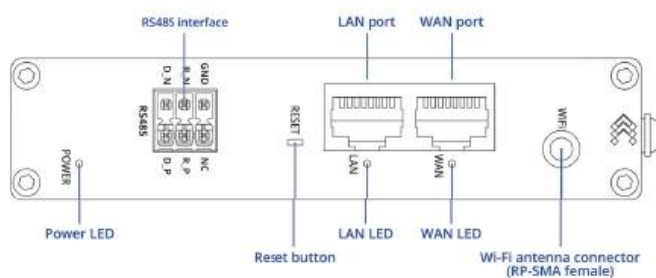 RS485 interface
LAN port
WAN port
D_N
R_N
GND
RS485
D_P
R_P
NC
POWER
RESET
LAN
WAN
WIFI
Power LED
Reset button
LAN LED
WAN LED
Wi-Fi antenna connector
(RP-SMA female)